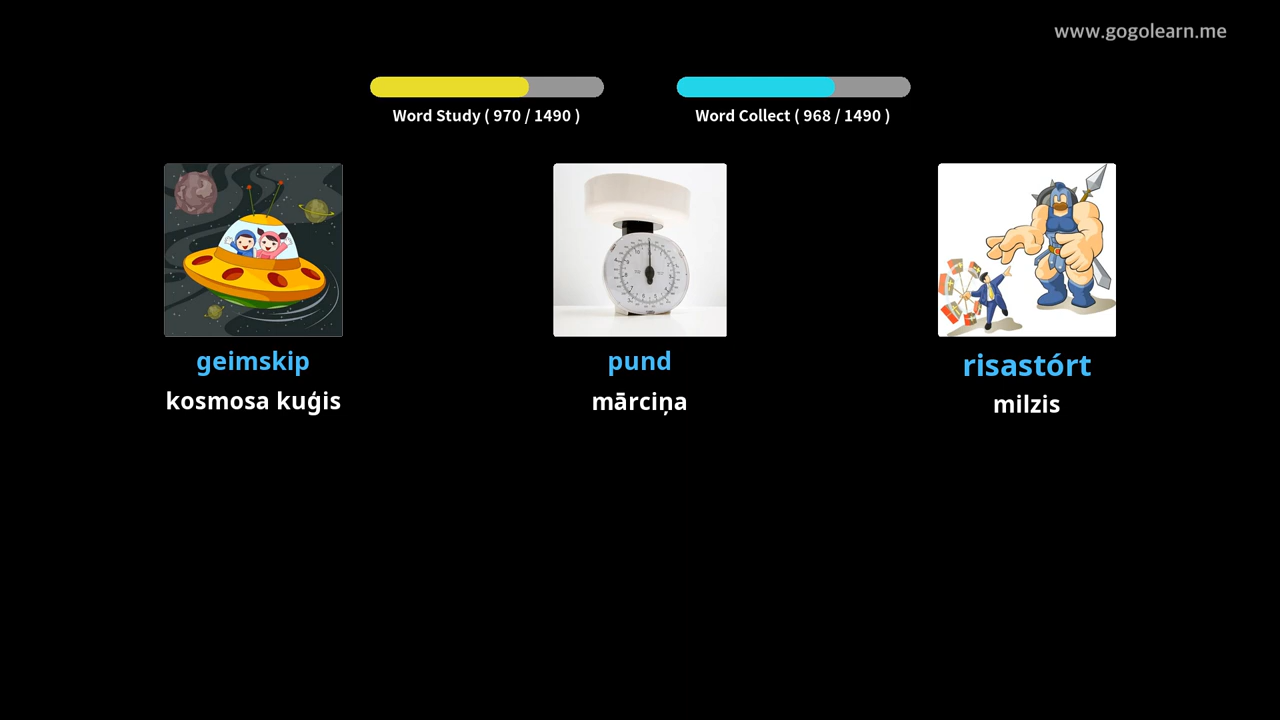 www.gogolearn.me
Word Study ( 970 / 1490 )
Word Collect ( 968 / 1490 )
geimskip
kosmosa kuģis
pund
mārciņa
risastórt
milzis